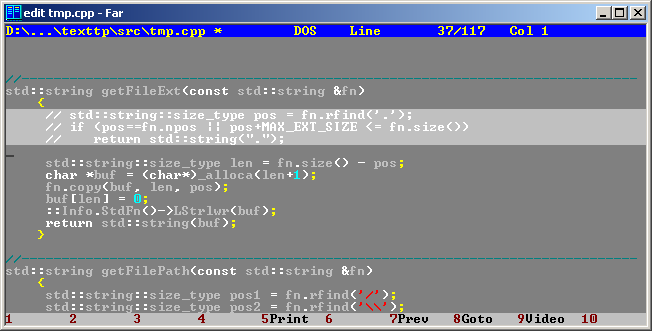 edit tmp.cpp - Far
D:\...\texttp\src\tmp.cpp * DOS Line 37/117 Col 1
//
std::string getFileExt(const std::string &fn)
{
// std::string::size_type pos = fn.rfind('.');
// if (pos==fn.npos || pos+MAX_EXT_SIZE <= fn.size())
// return std::string(".");
std::string::size_type len = fn.size() - pos;
char *buf = (char*)_alloca(len+1);
fn.copy(buf, len, pos);
buf[len] = 0;
::Info.StdFn()->LStrlwr(buf);
return std::string(buf);
}
//
std::string getFilePath(const std::string &fn)
{
std::string::size_type pos1 = fn.rfind('/');
std::string::size_type pos2 = fn.rfind('\\');
1 2 3 4 5Print 6 7Prev 8Goto 9Video 10